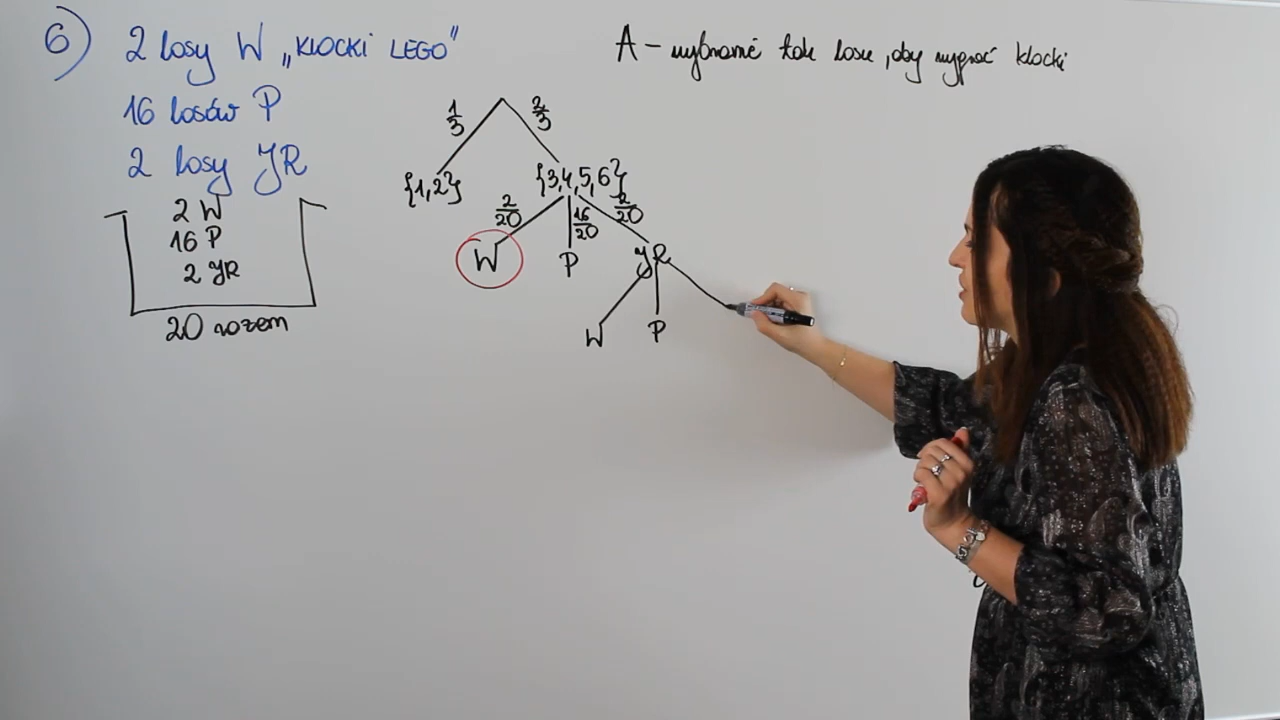 6) 2 losy W „KLOCKI LEGO”
16 losów P
2 losy JR
2 W
16 P
2 JR
20 razem
A - wybranie tak losu, aby wygrać klocki
1/3 2/3
{1,2} {3,4,5,6}
2/20 16/20 2/20
W P JR
W P